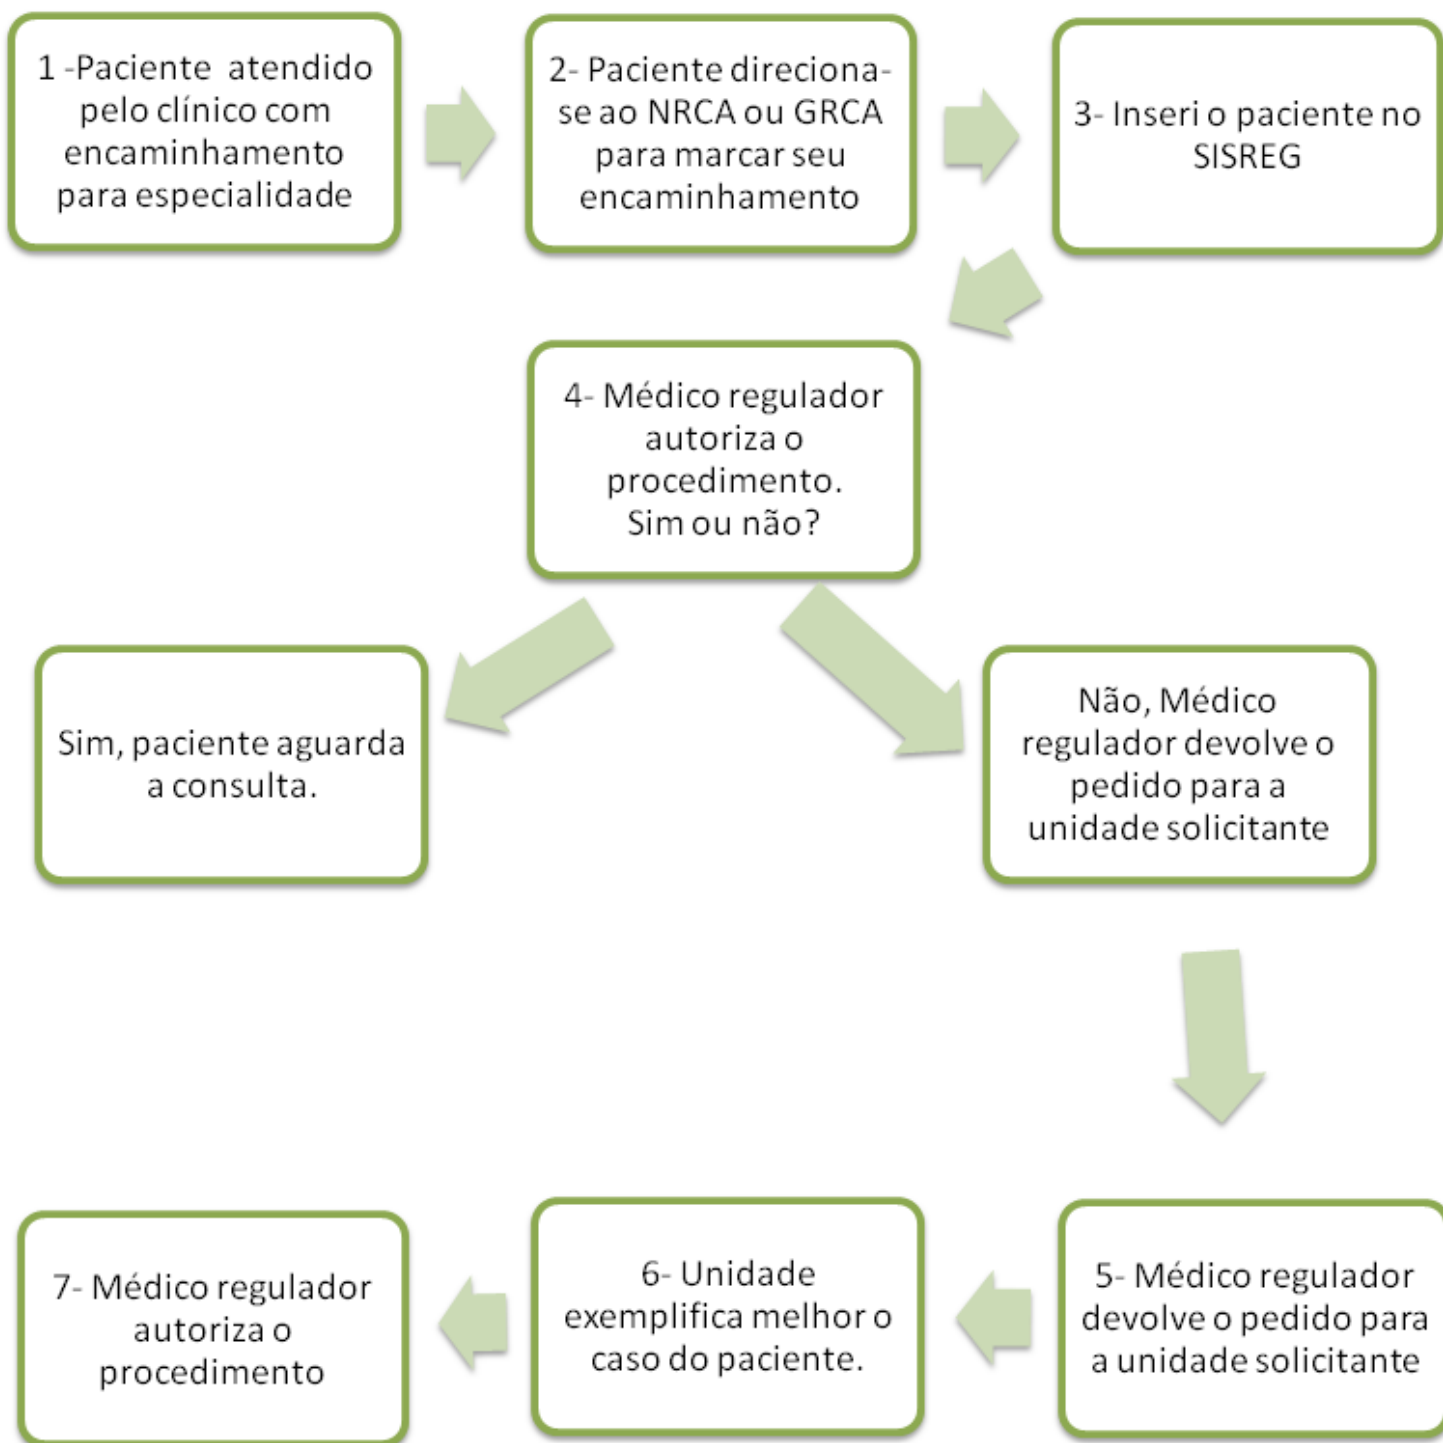 1 -Paciente atendido
pelo clínico com
encaminhamento
para especialidade
2- Paciente direciona-
se ao NRCA ou GRCA
para marcar seu
encaminhamento
3- Inseri o paciente no
SISREG
4- Médico regulador
autoriza o
procedimento.
Sim ou não?
Sim, paciente aguarda
a consulta.
Não, Médico
regulador devolve o
pedido para a
unidade solicitante
5- Médico regulador
devolve o pedido para
a unidade solicitante
6- Unidade
exemplifica melhor o
caso do paciente.
7- Médico regulador
autoriza o
procedimento